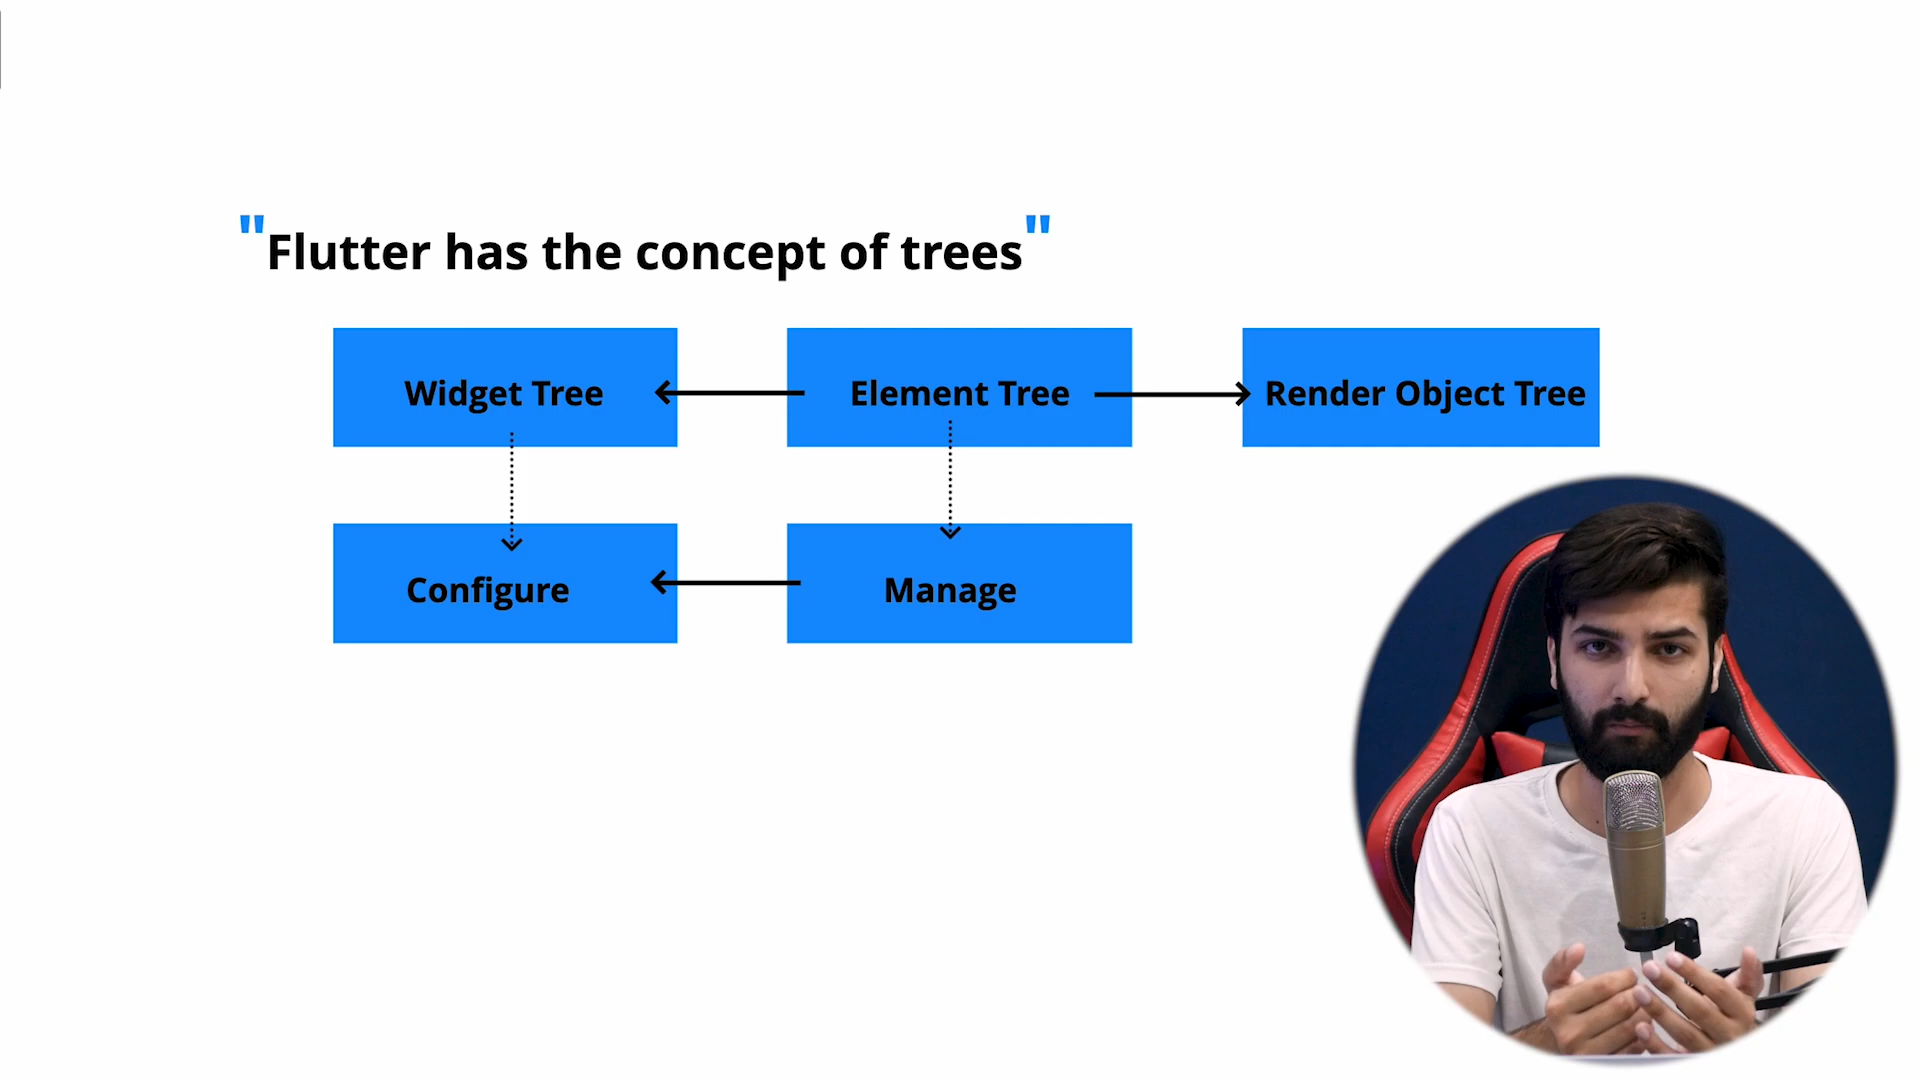 "Flutter has the concept of trees"
Widget Tree
Element Tree
Render Object Tree
Configure
Manage